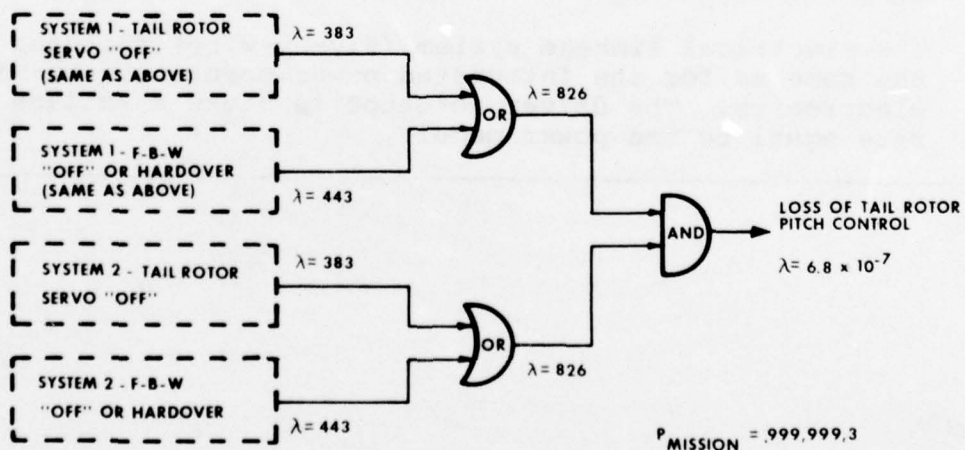 SYSTEM 1 - TAIL ROTOR
SERVO "OFF"
(SAME AS ABOVE)
λ= 383
SYSTEM 1 - F-B-W
"OFF" OR HARDOVER
(SAME AS ABOVE)
λ= 443
OR
λ= 826
SYSTEM 2 - TAIL ROTOR
SERVO "OFF"
λ= 383
SYSTEM 2 - F-B-W
"OFF" OR HARDOVER
λ= 443
OR
λ= 826
AND
LOSS OF TAIL ROTOR
PITCH CONTROL
λ= 6.8 x 10⁻⁷
P MISSION = .999,999,3